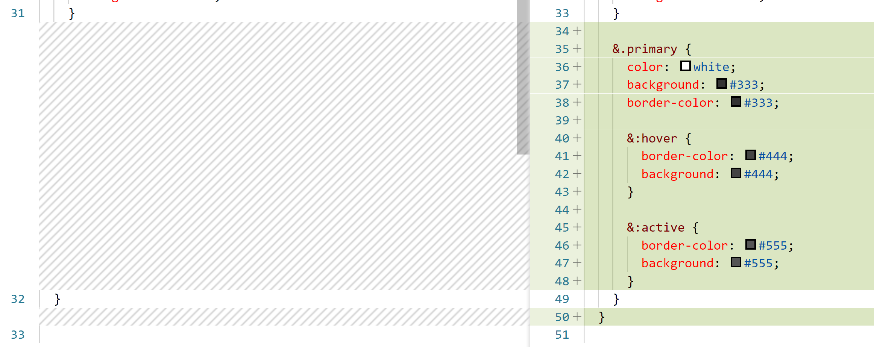 31 }
32 }
33
33 }
34 +
35 + &.primary {
36 + color: white;
37 + background: #333;
38 + border-color: #333;
39 +
40 + &:hover {
41 + border-color: #444;
42 + background: #444;
43 + }
44 +
45 + &:active {
46 + border-color: #555;
47 + background: #555;
48 + }
49 }
50 + }
51